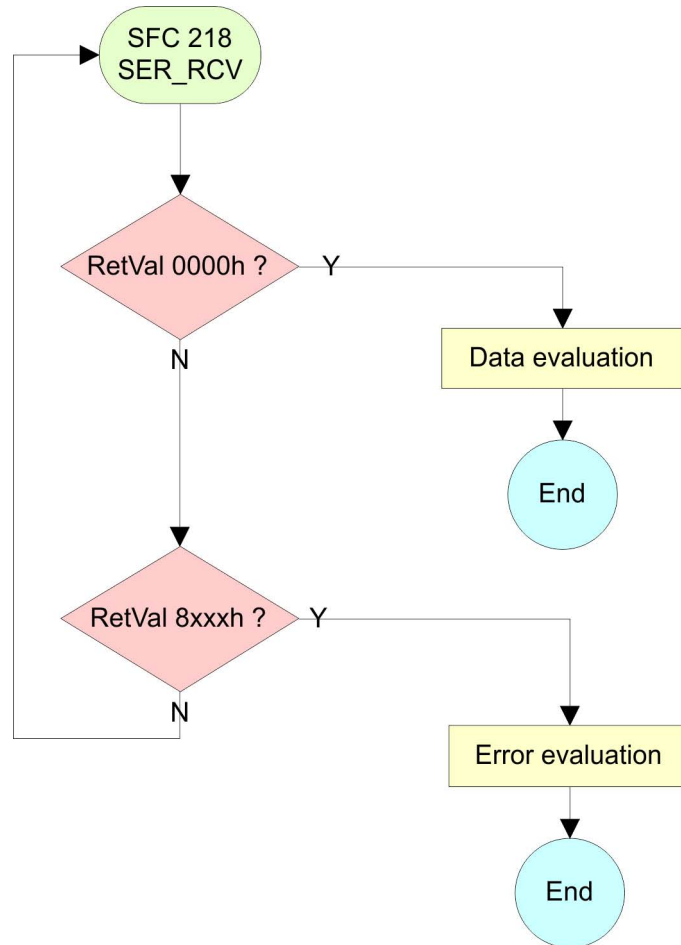 SFC 218
SER_RCV
RetVal 0000h ?
Y
N
Data evaluation
End
RetVal 8xxxh ?
Y
N
Error evaluation
End